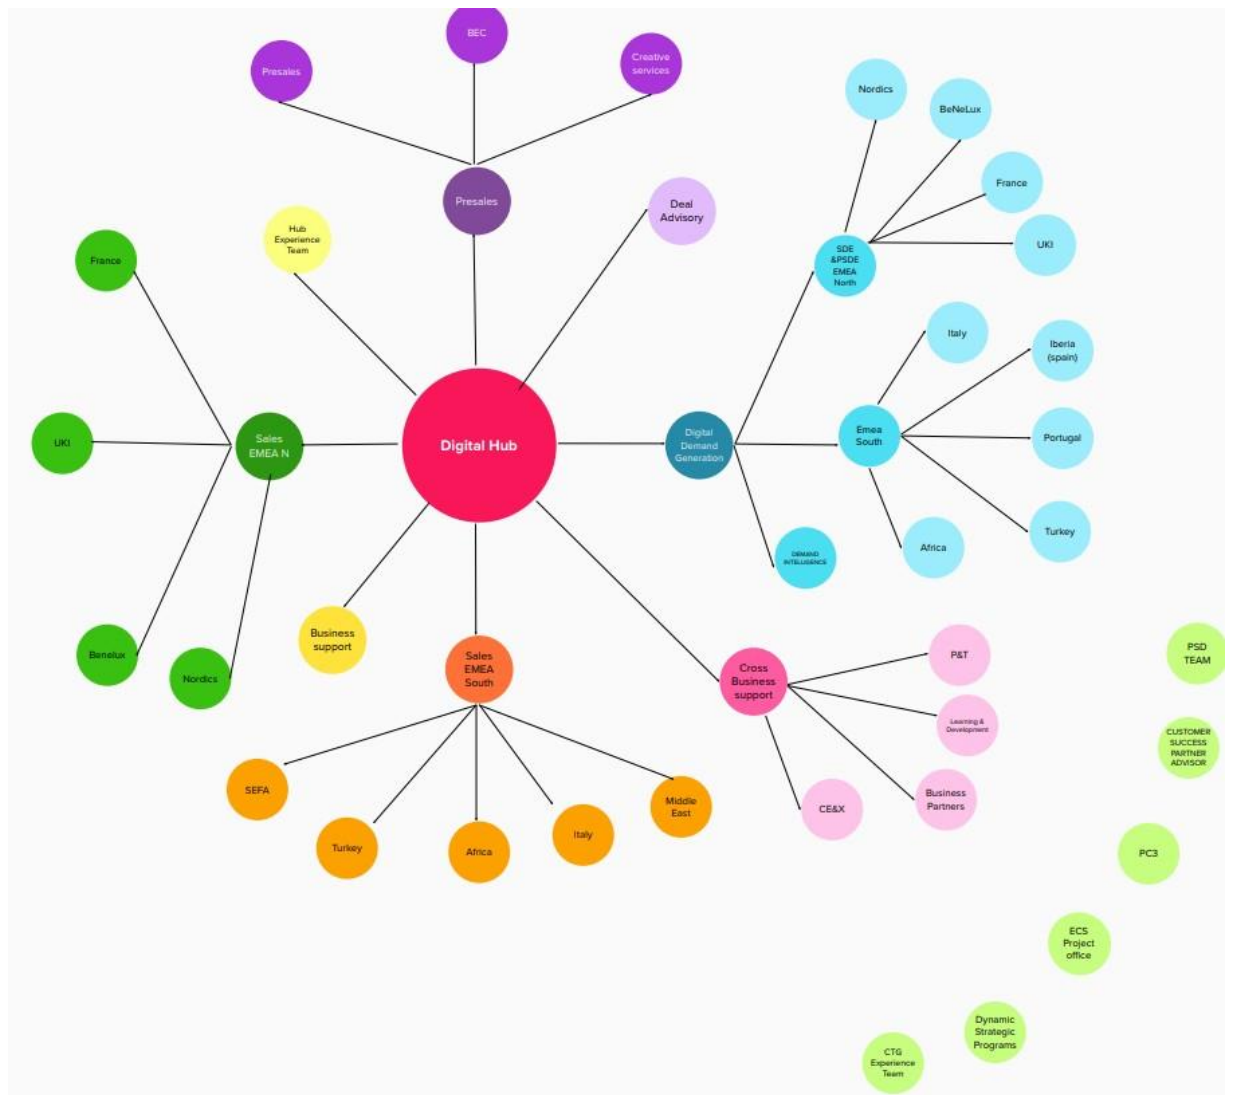 BEC
Presales
Creative
services
Presales
Deal
Advisory
Hub
Experience
Team
Nordics
BeNeLux
France
UKI
SDE
&PSDE
EMEA
North
France
Italy
Iberia
(spain)
UKI
Sales
EMEA N
Digital Hub
Digital
Demand
Generation
Emea
South
Portugal
Turkey
Africa
DEMAND
INTELLIGENCE
Benelux
Nordics
Business
support
Sales
EMEA
South
Cross
Business
support
P&T
Learning &
Development
Business
Partners
CE&X
SEFA
Turkey
Africa
Italy
Middle
East
PSD
TEAM
CUSTOMER
SUCCESS
PARTNER
ADVISOR
PC3
ECS
Project
office
Dynamic
Strategic
Programs
CTG
Experience
Team